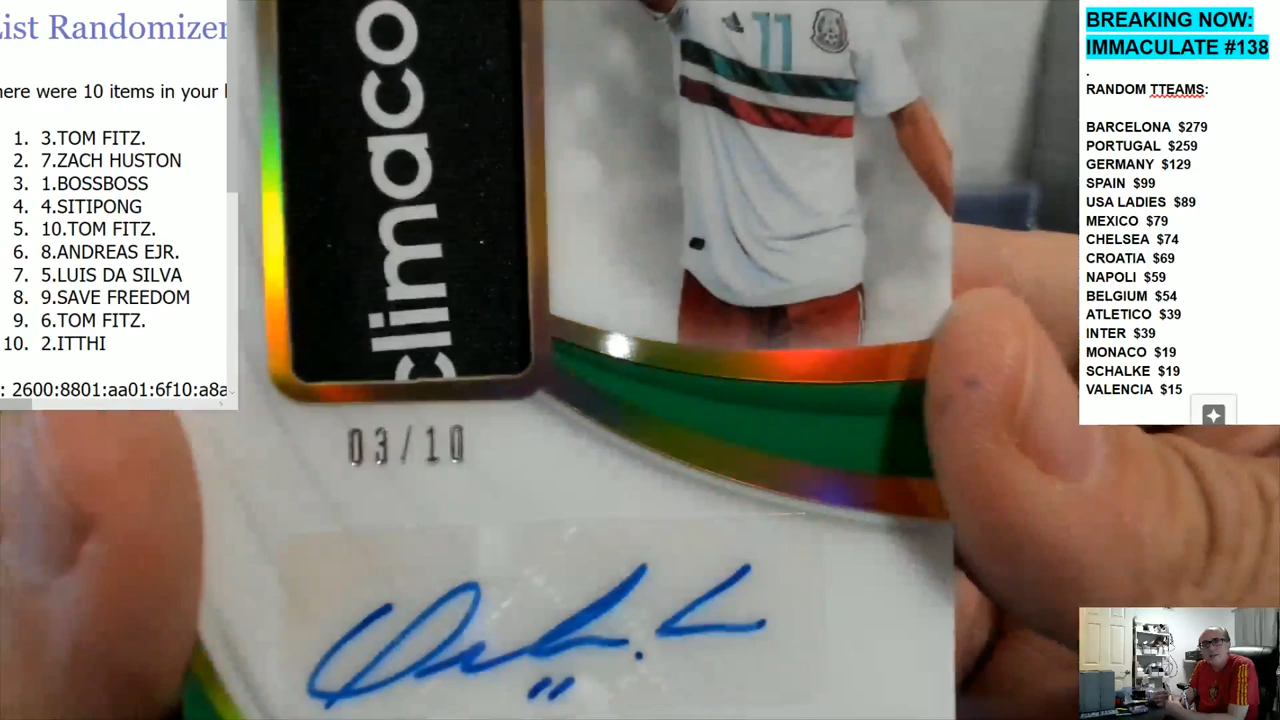 List Randomizer
here were 10 items in your l
1. 3.TOM FITZ.
2. 7.ZACH HUSTON
3. 1.BOSSBOSS
4. 4.SITIPONG
5. 10.TOM FITZ.
6. 8.ANDREAS EJR.
7. 5.LUIS DA SILVA
8. 9.SAVE FREEDOM
9. 6.TOM FITZ.
10. 2.ITTHI
: 2600:8801:aa01:6f10:a8a
climaco
11
03/10
BREAKING NOW:
IMMACULATE #138
.
RANDOM TTEAMS:
BARCELONA $279
PORTUGAL $259
GERMANY $129
SPAIN $99
USA LADIES $89
MEXICO $79
CHELSEA $74
CROATIA $69
NAPOLI $59
BELGIUM $54
ATLETICO $39
INTER $39
MONACO $19
SCHALKE $19
VALENCIA $15